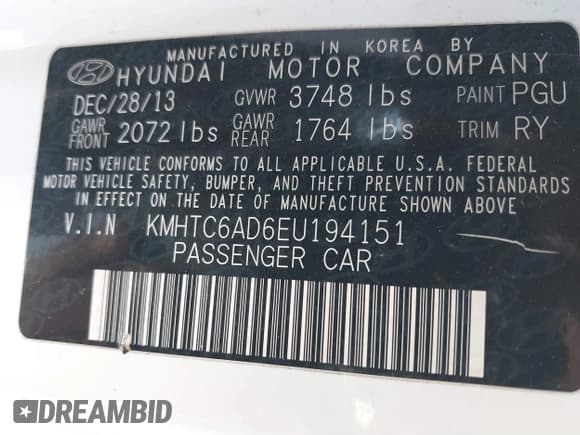 MANUFACTURED IN KOREA BY
HYUNDAI MOTOR COMPANY
DEC/28/13 GVWR 3748 lbs PAINT PGU
GAWR FRONT 2072 lbs GAWR REAR 1764 lbs TRIM RY
THIS VEHICLE CONFORMS TO ALL APPLICABLE U.S.A. FEDERAL
MOTOR VEHICLE SAFETY, BUMPER, AND THEFT PREVENTION
STANDARDS IN EFFECT ON THE DATE OF MANUFACTURE SHOWN ABOVE.
V.I.N KMHTC6AD6EU194151
PASSENGER CAR
DREAMBID